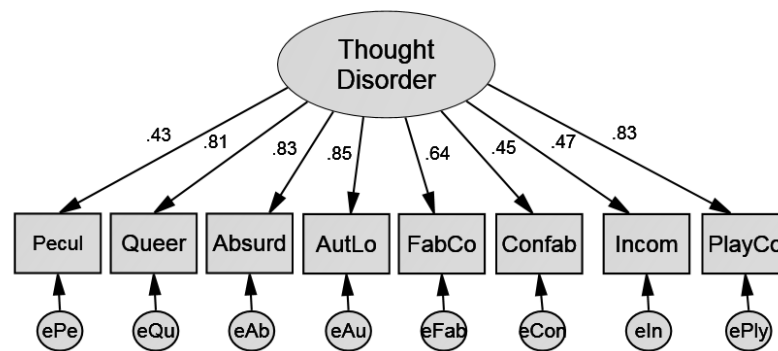 Thought
Disorder
.43 .81 .83 .85 .64 .45 .47 .83
Pecul Queer Absurd AutLo FabCo Confab Incom PlayCo
ePe eQu eAb eAu eFab eCon eIn ePly